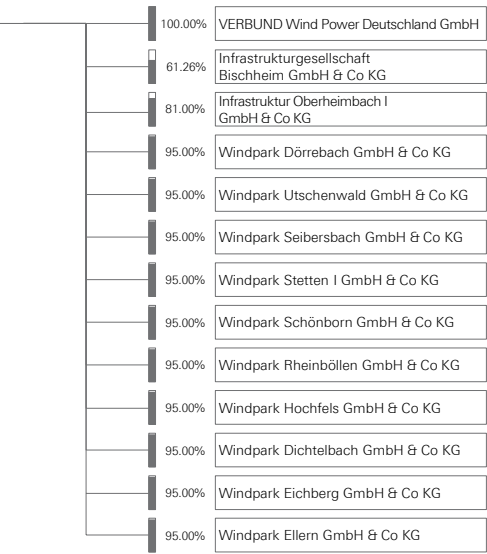 100.00% VERBUND Wind Power Deutschland GmbH
61.26% Infrastrukturgesellschaft
Bischheim GmbH & Co KG
81.00% Infrastruktur Oberheimbach I
GmbH & Co KG
95.00% Windpark Dörrebach GmbH & Co KG
95.00% Windpark Utschenwald GmbH & Co KG
95.00% Windpark Seibersbach GmbH & Co KG
95.00% Windpark Stetten I GmbH & Co KG
95.00% Windpark Schönborn GmbH & Co KG
95.00% Windpark Rheinböllen GmbH & Co KG
95.00% Windpark Hochfels GmbH & Co KG
95.00% Windpark Dichtelbach GmbH & Co KG
95.00% Windpark Eichberg GmbH & Co KG
95.00% Windpark Ellern GmbH & Co KG